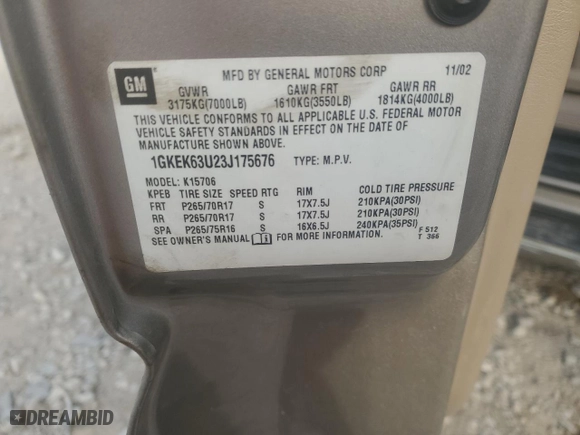 GM
MFD BY GENERAL MOTORS CORP 11/02
GVWR GAWR FRT GAWR RR
3175KG(7000LB) 1610KG(3550LB) 1814KG(4000LB)
THIS VEHICLE CONFORMS TO ALL APPLICABLE U.S. FEDERAL MOTOR
VEHICLE SAFETY STANDARDS IN EFFECT ON THE DATE OF
MANUFACTURE SHOWN ABOVE.
1GKEK63U23J175676 TYPE: M.P.V.
MODEL: K15706
KPEB TIRE SIZE SPEED RTG RIM COLD TIRE PRESSURE
FRT P265/70R17 S 17X7.5J 210KPA(30PSI)
RR P265/70R17 S 17X7.5J 210KPA(30PSI)
SPA P265/75R16 S 16X6.5J 240KPA(35PSI) F 512
SEE OWNER'S MANUAL FOR MORE INFORMATION. T 366
DREAMBID